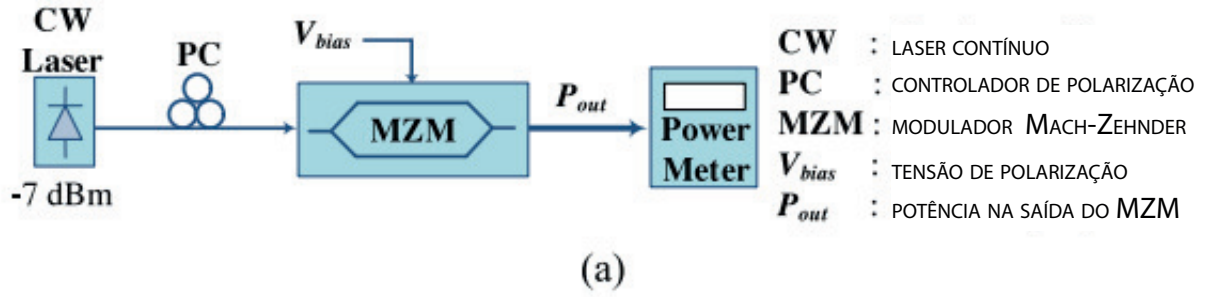 CW
Laser
-7 dBm
PC
V_bias
MZM
P_out
Power
Meter
CW : LASER CONTÍNUO
PC : CONTROLADOR DE POLARIZAÇÃO
MZM : MODULADOR MACH-ZEHNDER
V_bias : TENSÃO DE POLARIZAÇÃO
P_out : POTÊNCIA NA SAÍDA DO MZM
(a)